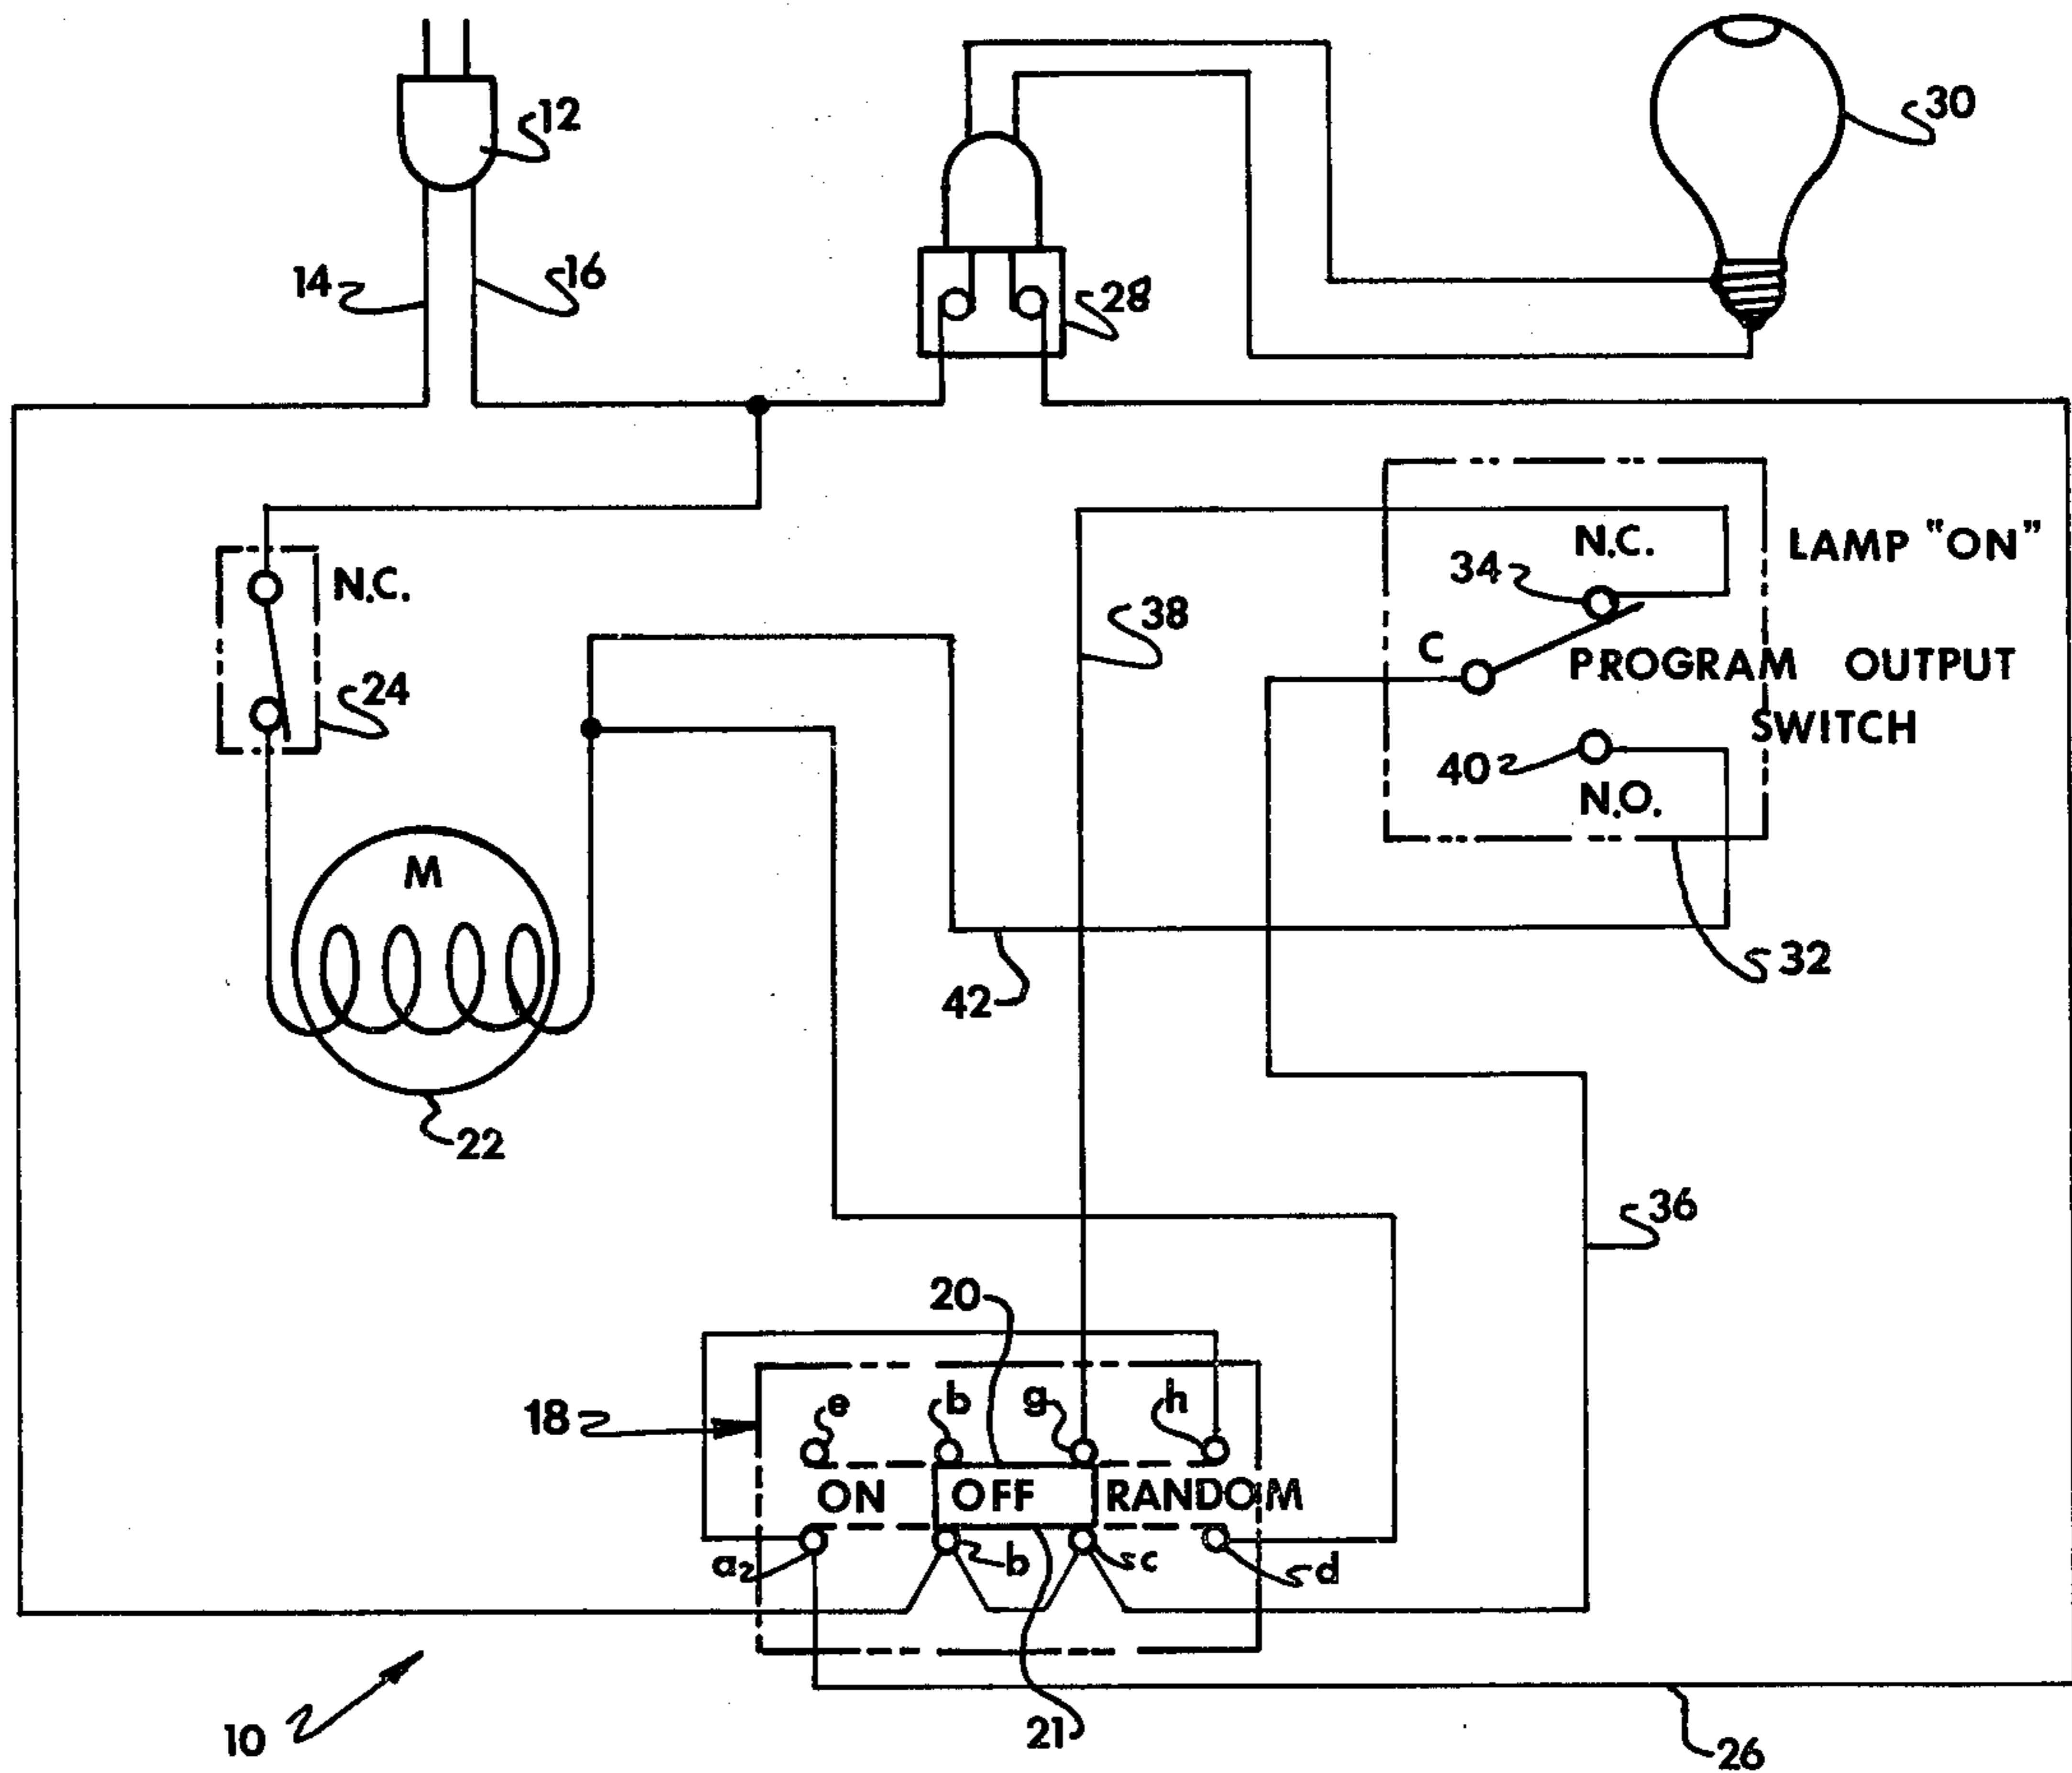 12
30
14
16
28
N.C.
LAMP "ON"
34
N.C.
38
C
PROGRAM OUTPUT
24
SWITCH
40
N.O.
M
32
42
22
36
20
18
e
b
g
h
ON
OFF
RANDOM
a
b
c
d
10
21
26